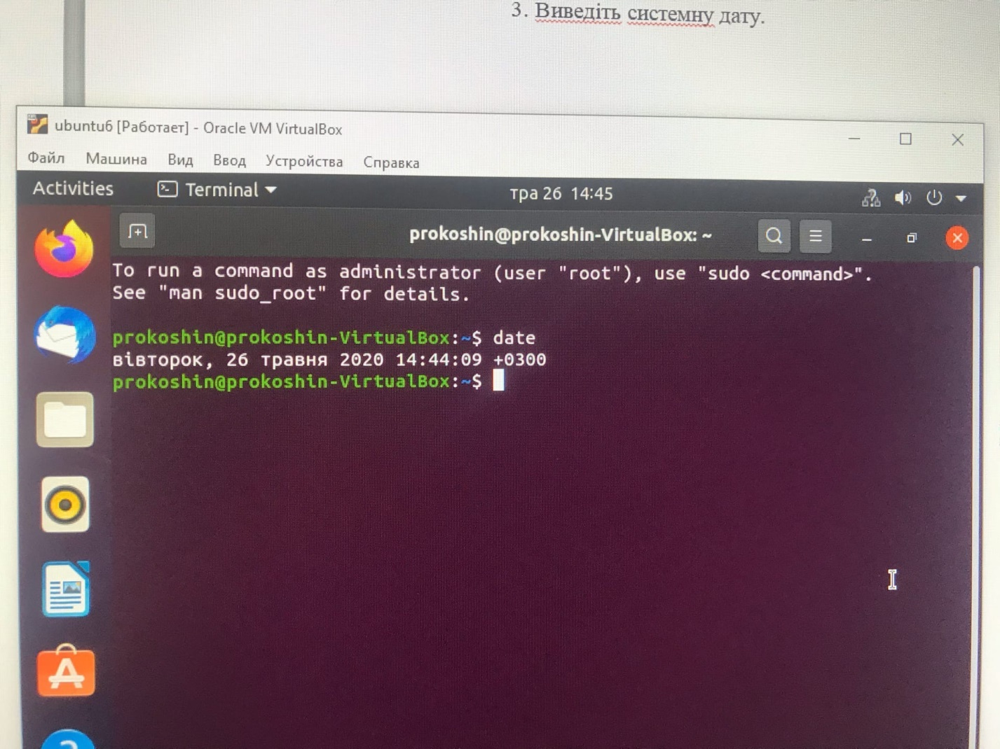 3. Виведіть системну дату.
ubuntu6 [Работает] - Oracle VM VirtualBox
Файл Машина Вид Ввод Устройства Справка
Activities Terminal тра 26 14:45
prokoshin@prokoshin-VirtualBox: ~
To run a command as administrator (user "root"), use "sudo <command>".
See "man sudo_root" for details.
prokoshin@prokoshin-VirtualBox:~$ date
вівторок, 26 травня 2020 14:44:09 +0300
prokoshin@prokoshin-VirtualBox:~$